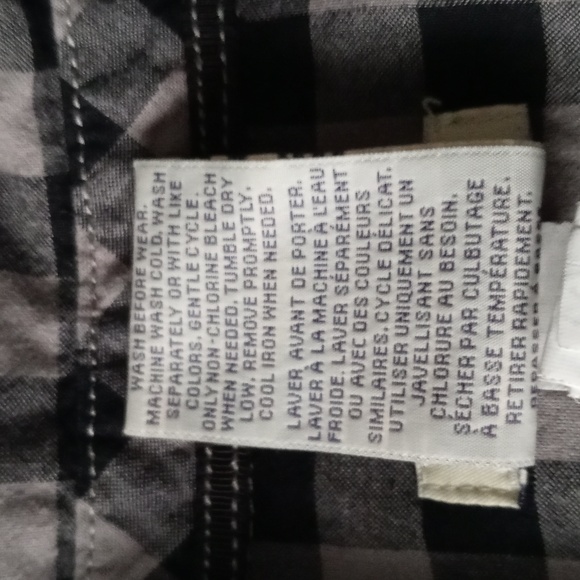 WASH BEFORE WEAR.
MACHINE WASH COLD, WASH
SEPARATELY OR WITH LIKE
COLORS. GENTLE CYCLE.
ONLY NON-CHLORINE BLEACH
WHEN NEEDED. TUMBLE DRY
LOW. REMOVE PROMPTLY.
COOL IRON WHEN NEEDED.
LAVER AVANT DE PORTER.
LAVER À LA MACHINE À L'EAU
FROIDE. LAVER SÉPARÉMENT
OU AVEC DES COULEURS
SIMILAIRES. CYCLE DÉLICAT.
UTILISER UNIQUEMENT UN
JAVELLISANT SANS
CHLORURE AU BESOIN.
SÉCHER PAR CULBUTAGE
À BASSE TEMPÉRATURE.
RETIRER RAPIDEMENT.